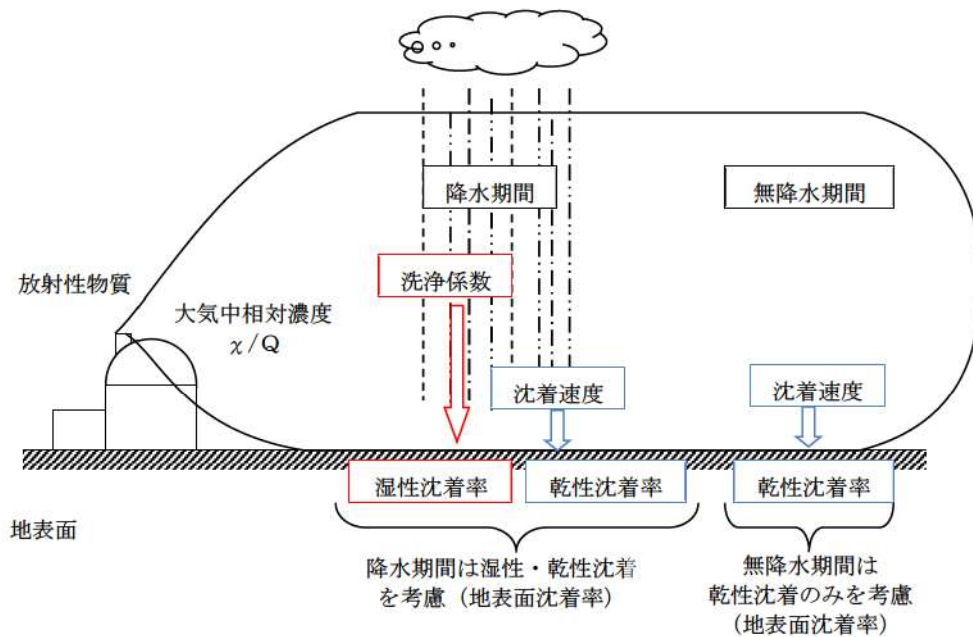 降水期間
無降水期間
放射性物質
洗浄係数
大気中相対濃度
χ/Q
沈着速度
沈着速度
湿性沈着率
乾性沈着率
乾性沈着率
地表面
降水期間は湿性・乾性沈着
を考慮（地表面沈着率）
無降水期間は
乾性沈着のみを考慮
（地表面沈着率）